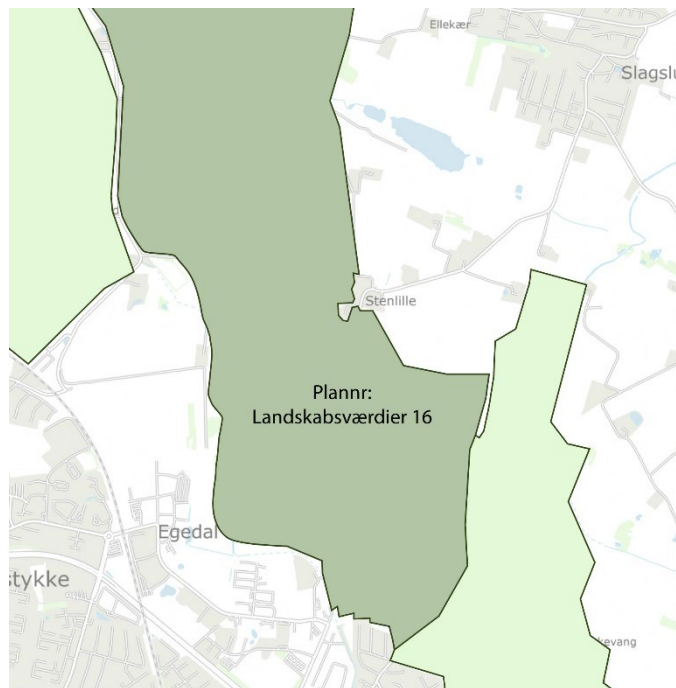 Ellekær
Slagslu
Stenlille
Plannr:
Landskabsværdier 16
Egedal
stykke
kevang